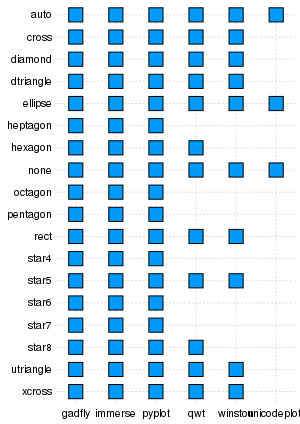 auto
cross
diamond
dtriangle
ellipse
heptagon
hexagon
none
octagon
pentagon
rect
star4
star5
star6
star7
star8
utriangle
xcross
gadfly immerse pyplot qwt winston unicodeplots